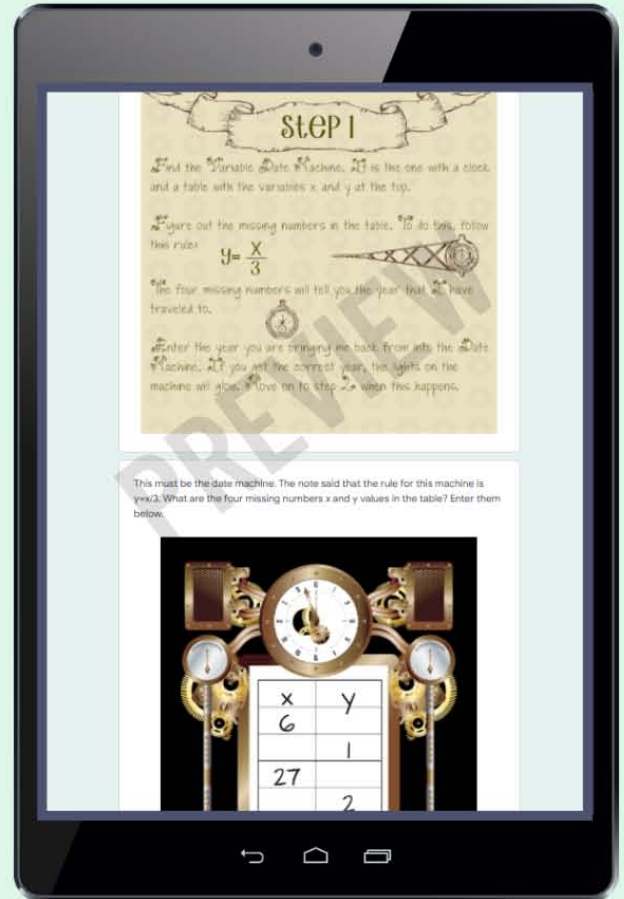 Step 1
Find the Variable Date Machine. It is the one with a clock
and a table with the variables x and y at the top.
Figure out the missing numbers in the table. To do this, follow
this rule:
y= x/3
The four missing numbers will tell you the year that I have
traveled to.
Enter the year you are bringing me back from into the Date
Machine. If you get the correct year, the lights on the
machine will glow. Move on to step 2 when this happens.
PREVIEW
This must be the date machine. The note said that the rule for this machine is
y=x/3. What are the four missing numbers x and y values in the table? Enter them
below.
x y
6
1
27
2